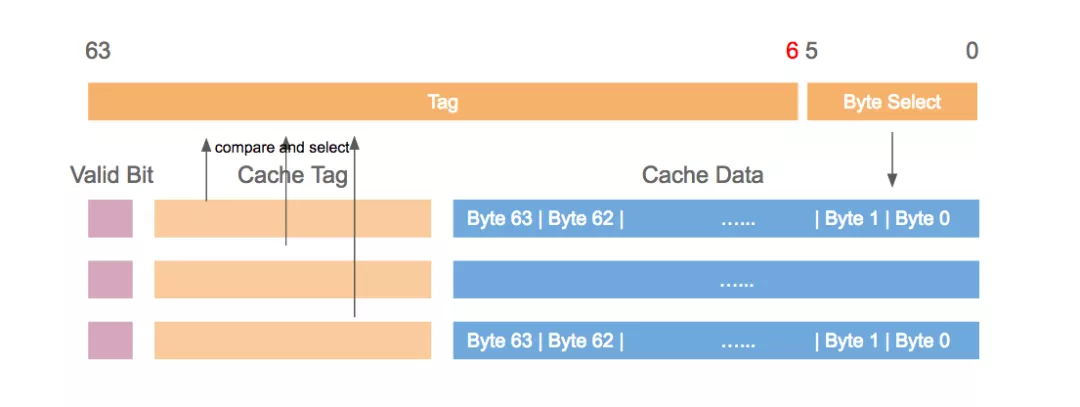 63 6 5 0
Tag Byte Select
compare and select
Valid Bit Cache Tag Cache Data
Byte 63 | Byte 62 | ...... | Byte 1 | Byte 0
......
Byte 63 | Byte 62 | ...... | Byte 1 | Byte 0